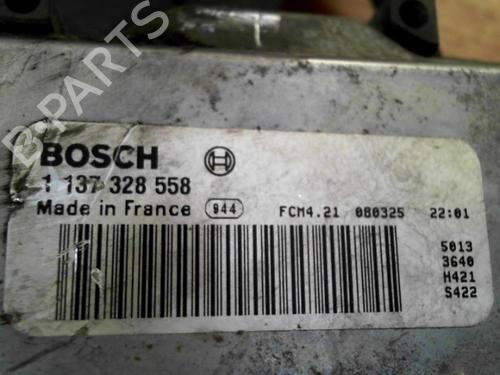 B-PARTS
BOSCH
1 137 328 558
Made in France 944 FCM4.21 080325 22:01
5013
3640
H421
S422